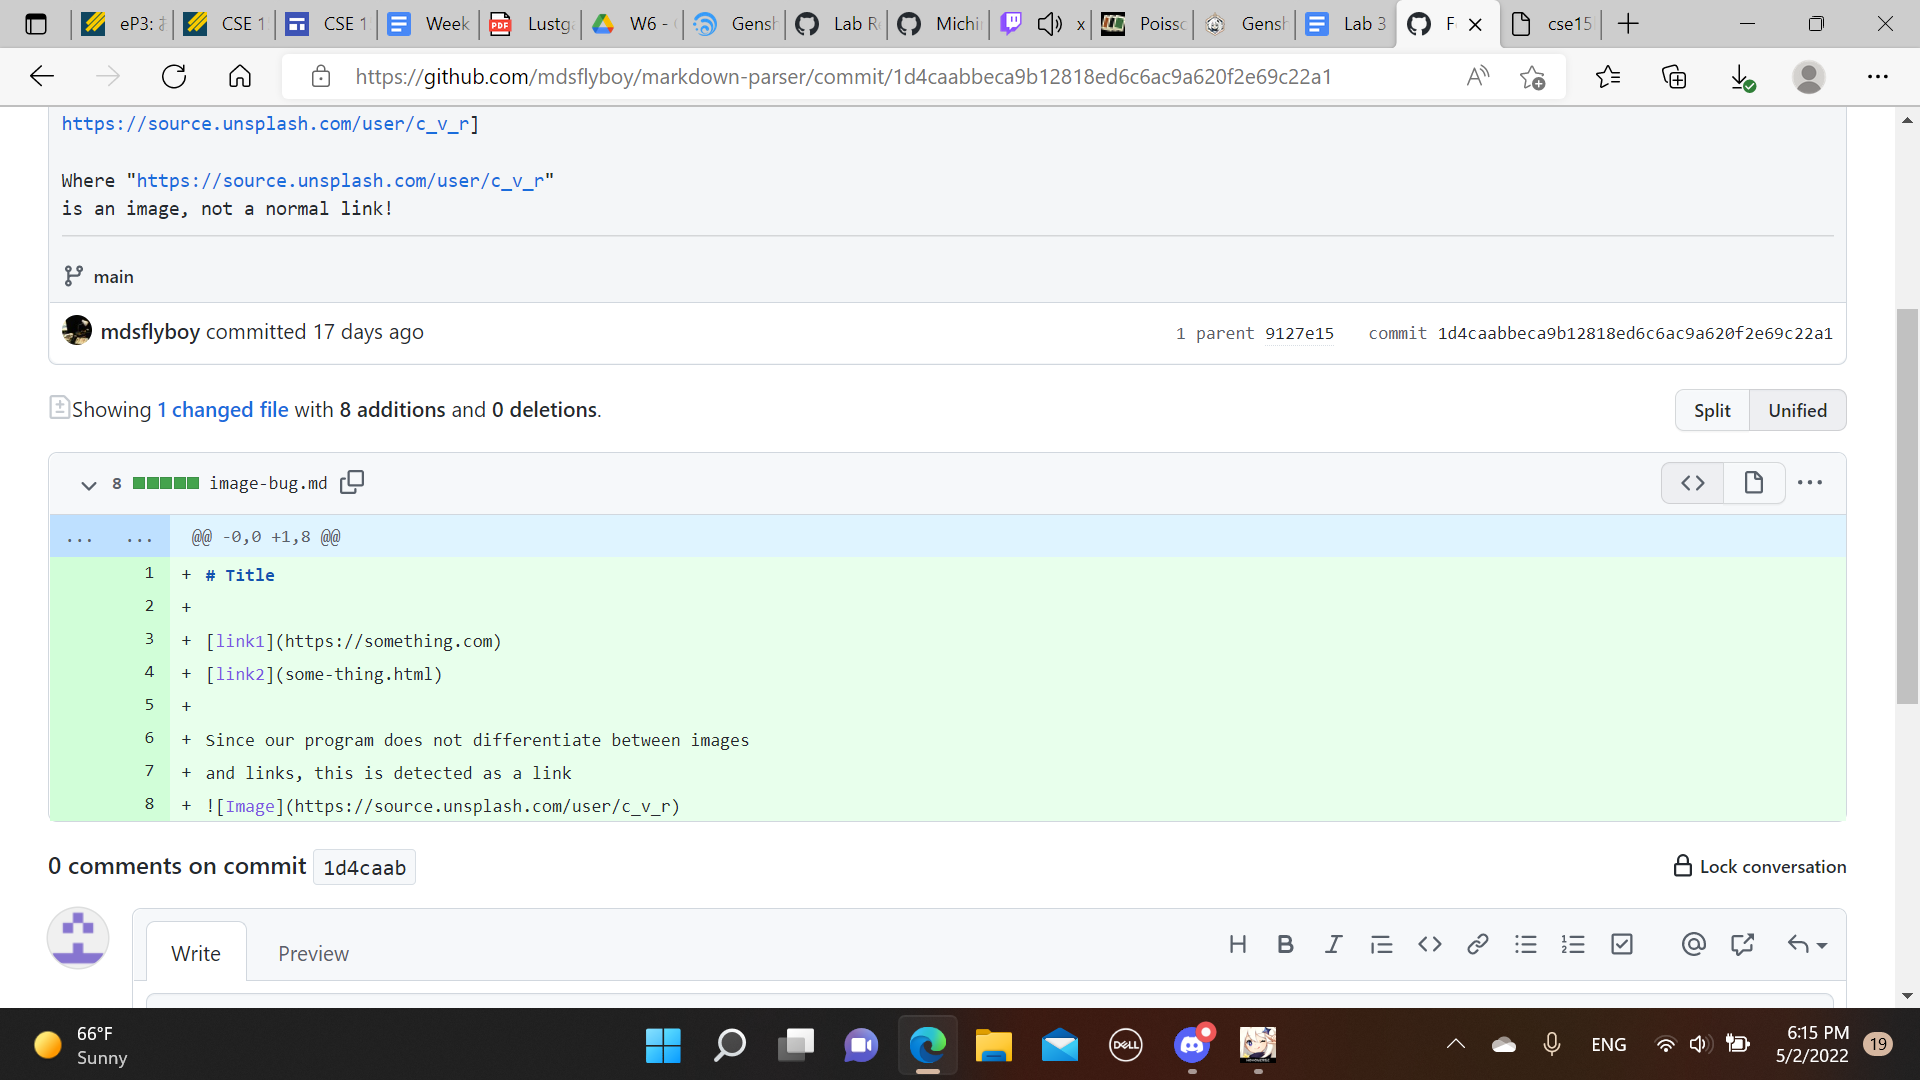 eP3: 
CSE 1
CSE 1
Week
Lustg
W6 -
Gensh
Lab R
Michi
x
Poisso
Gensh
Lab 3
F
cse15
https://github.com/mdsflyboy/markdown-parser/commit/1d4caabbeca9b12818ed6c6ac9a620f2e69c22a1
https://source.unsplash.com/user/c_v_r]
Where "https://source.unsplash.com/user/c_v_r"
is an image, not a normal link!
main
mdsflyboy committed 17 days ago
1 parent 9127e15 commit 1d4caabbeca9b12818ed6c6ac9a620f2e69c22a1
Showing 1 changed file with 8 additions and 0 deletions.
Split Unified
8 image-bug.md
... ... @@ -0,0 +1,8 @@
1 + # Title
2 +
3 + [link1](https://something.com)
4 + [link2](some-thing.html)
5 +
6 + Since our program does not differentiate between images
7 + and links, this is detected as a link
8 + ![Image](https://source.unsplash.com/user/c_v_r)
0 comments on commit 1d4caab
Lock conversation
Write Preview
66°F
Sunny
DELL
ENG
6:15 PM
5/2/2022
19